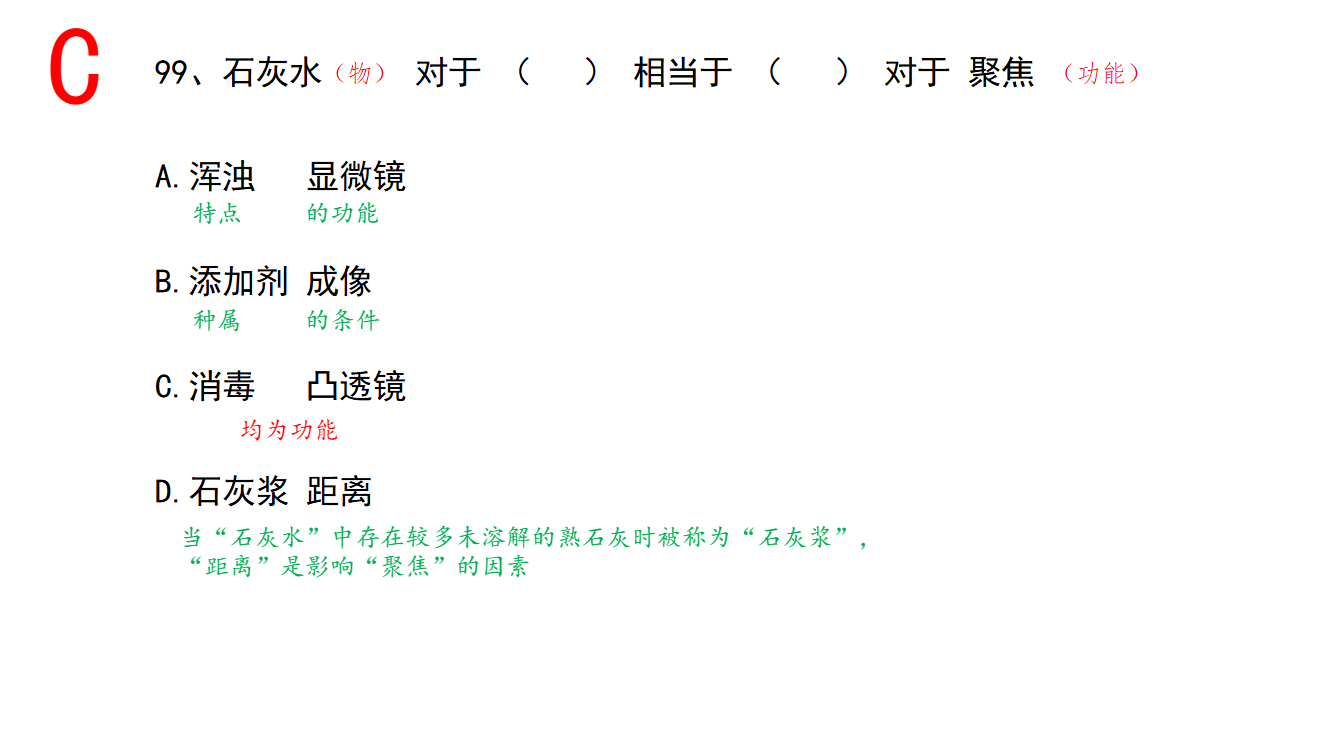 C
99、石灰水（物） 对于 （  ） 相当于 （  ） 对于 聚焦 （功能）
A.浑浊 显微镜
特点 的功能
B.添加剂 成像
种属 的条件
C.消毒 凸透镜
均为功能
D.石灰浆 距离
当“石灰水”中存在较多未溶解的熟石灰时被称为“石灰浆”，
“距离”是影响“聚焦”的因素